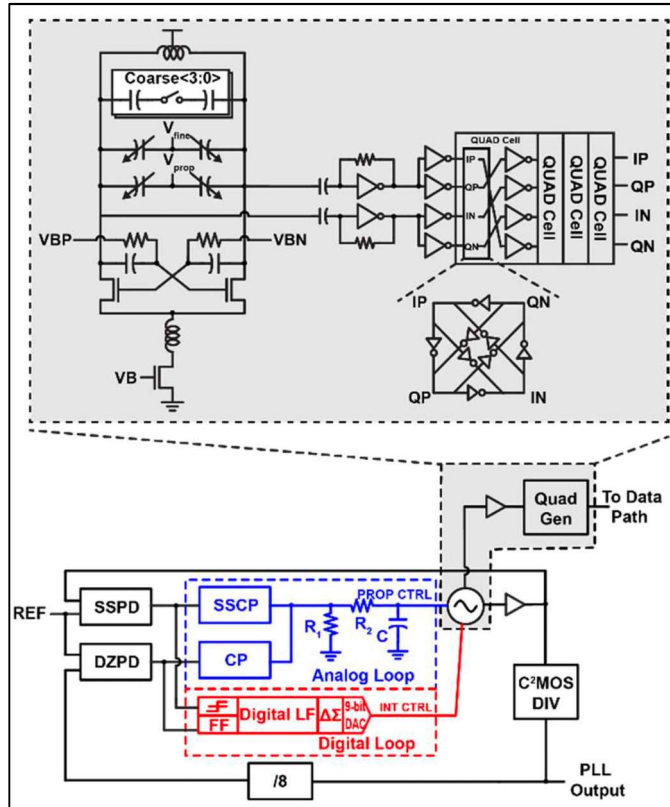 Coarse<3:0>
Vfine
Vprop
VBP
VBN
VB
QUAD Cell
IP
QP
IN
QN
QUAD Cell
QUAD Cell
QUAD Cell
IP
QP
IN
QN
IP
QN
QP
IN
Quad
Gen
To Data
Path
REF
SSPD
DZPD
SSCP
CP
PROP CTRL
R1
R2
C
Analog Loop
FF
Digital LF
ΔΣ
9-bit
DAC
INT CTRL
Digital Loop
C²MOS
DIV
/8
PLL
Output